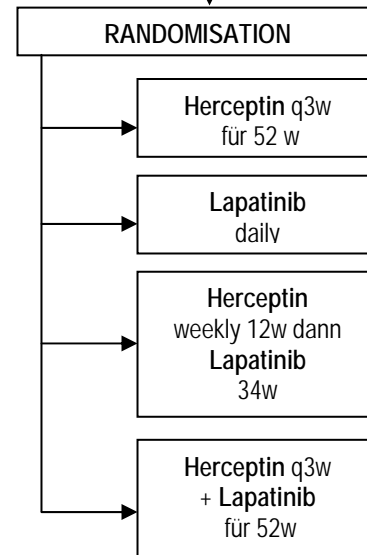 RANDOMISATION
Herceptin q3w
für 52 w
Lapatinib
daily
Herceptin
weekly 12w dann
Lapatinib
34w
Herceptin q3w
+ Lapatinib
für 52w